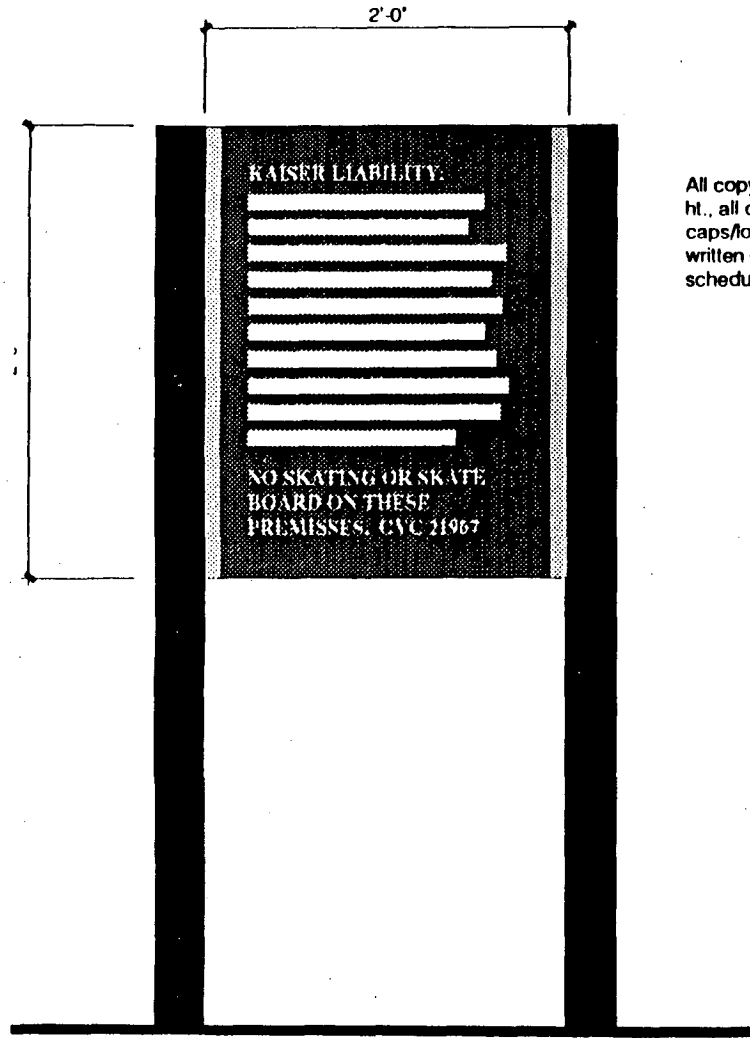 2'-0"
KAISER LIABILITY.
NO SKATING OR SKATE
BOARD ON THESE
PREMISSES. CVC 21967
All copy
ht., all
caps/lo
written
schedu